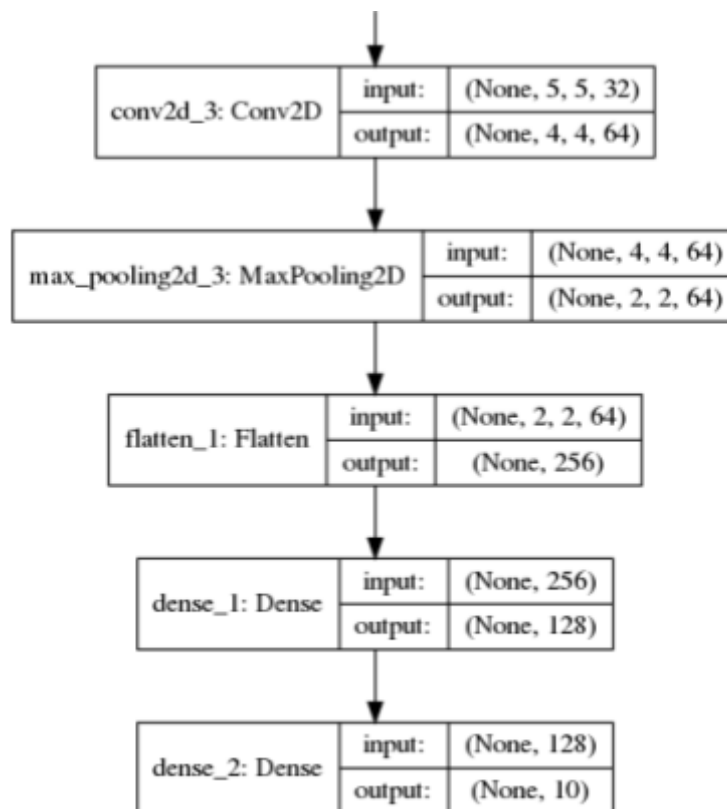 conv2d_3: Conv2D
input: (None, 5, 5, 32)
output: (None, 4, 4, 64)
max_pooling2d_3: MaxPooling2D
input: (None, 4, 4, 64)
output: (None, 2, 2, 64)
flatten_1: Flatten
input: (None, 2, 2, 64)
output: (None, 256)
dense_1: Dense
input: (None, 256)
output: (None, 128)
dense_2: Dense
input: (None, 128)
output: (None, 10)